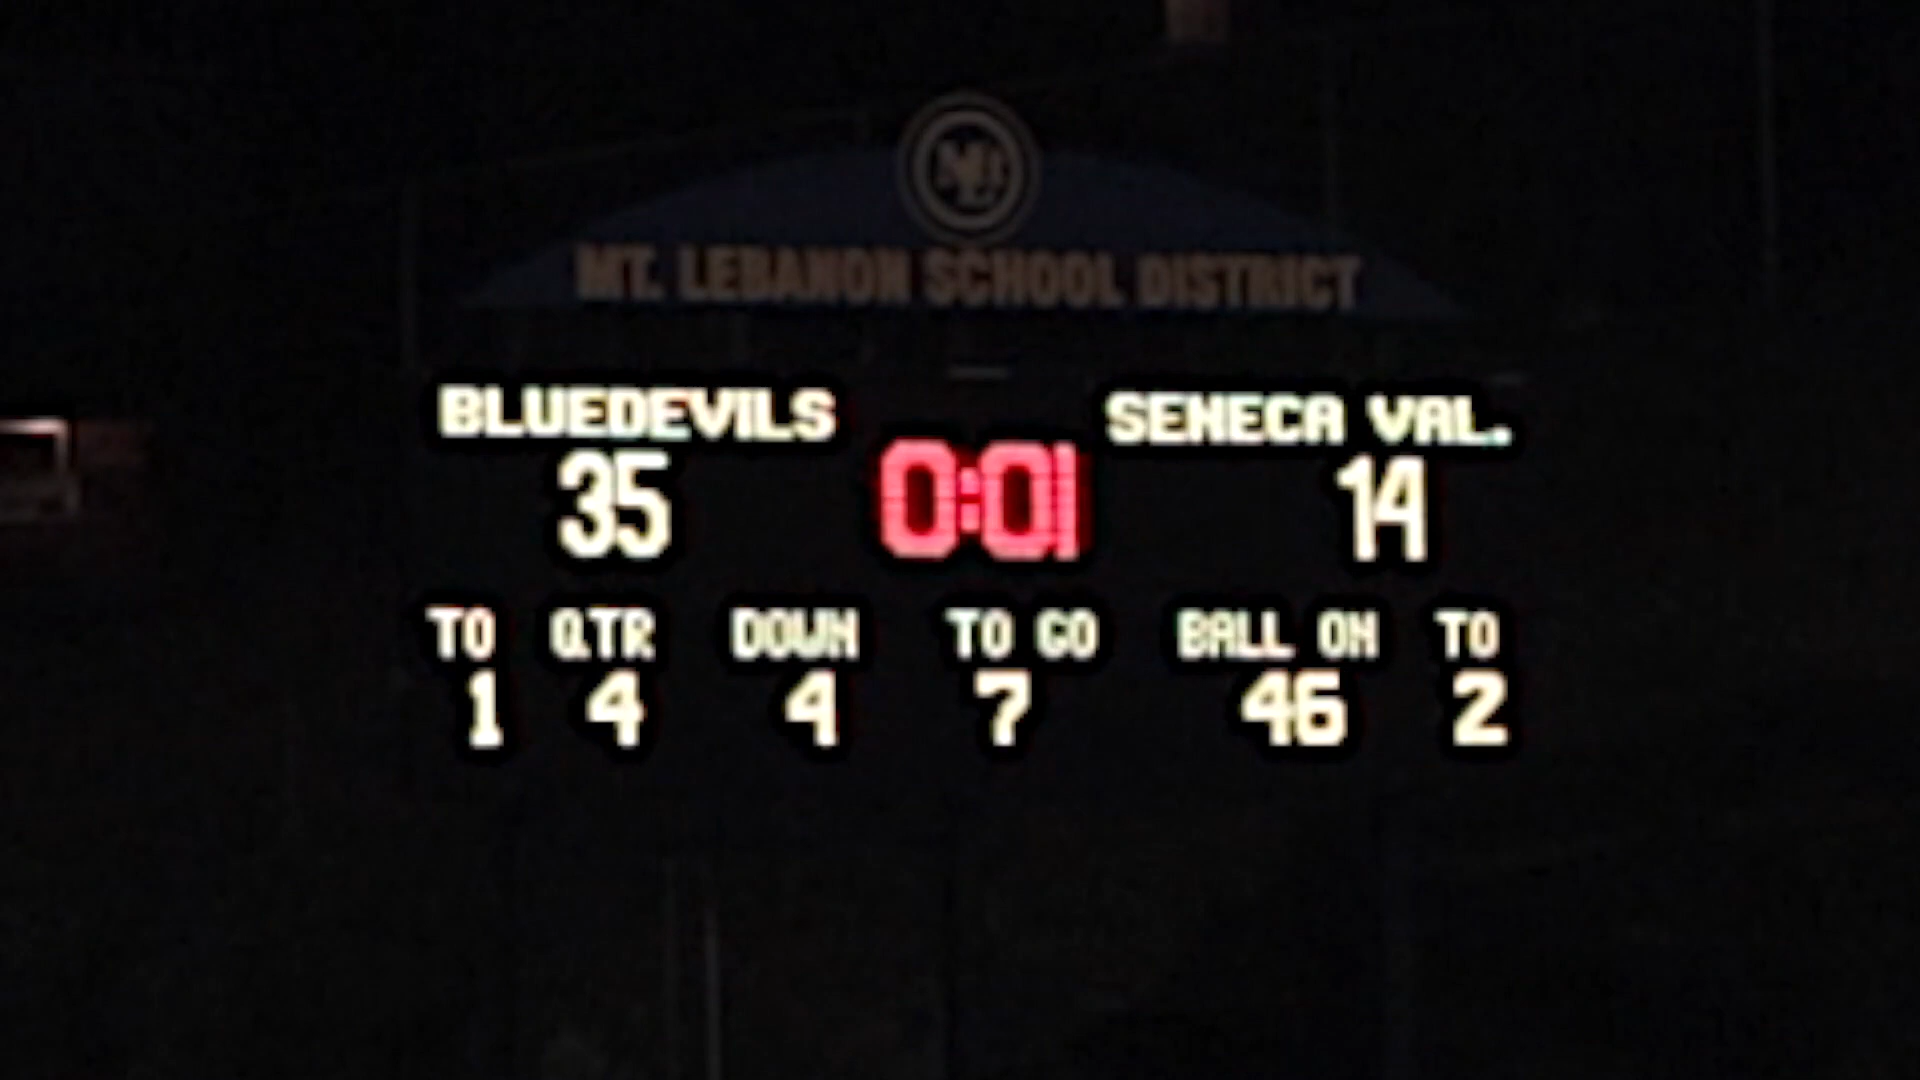 MT. LEBANON SCHOOL DISTRICT
BLUEDEVILS 0:01 SENECA VAL.
35 14
TO QTR DOWN TO GO BALL ON TO
1 4 4 7 46 2